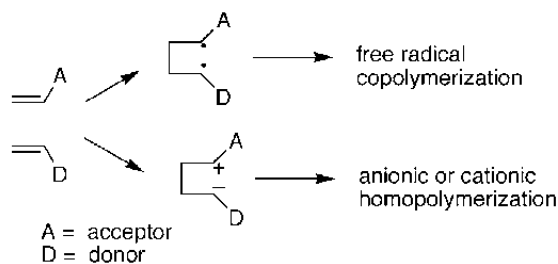 A
A
D
free radical
copolymerization
D
A
+
−
D
anionic or cationic
homopolymerization
A = acceptor
D = donor